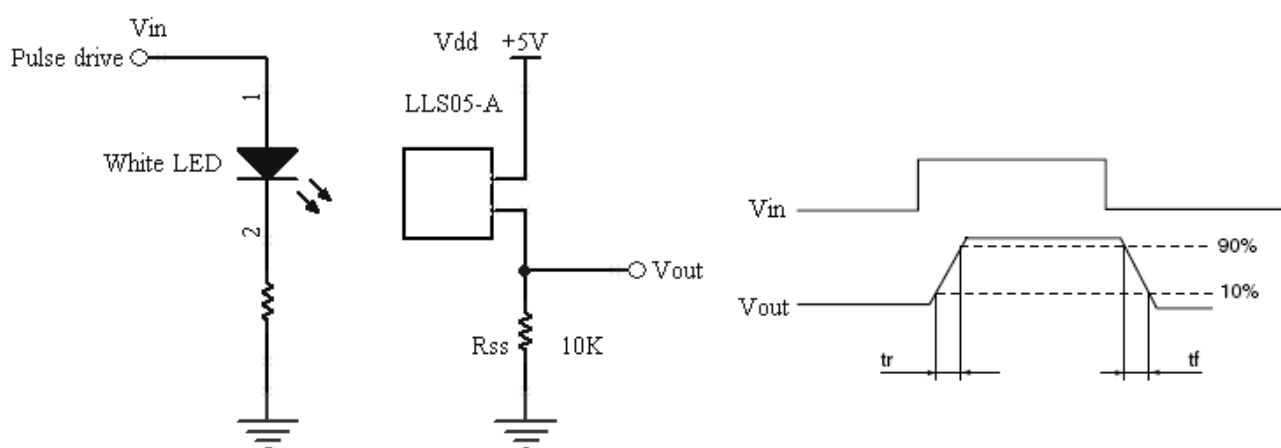 Vin
Pulse drive
1
White LED
2
Vdd +5V
LLS05-A
Vout
Rss 10K
Vin
90%
10%
Vout
tr
tf